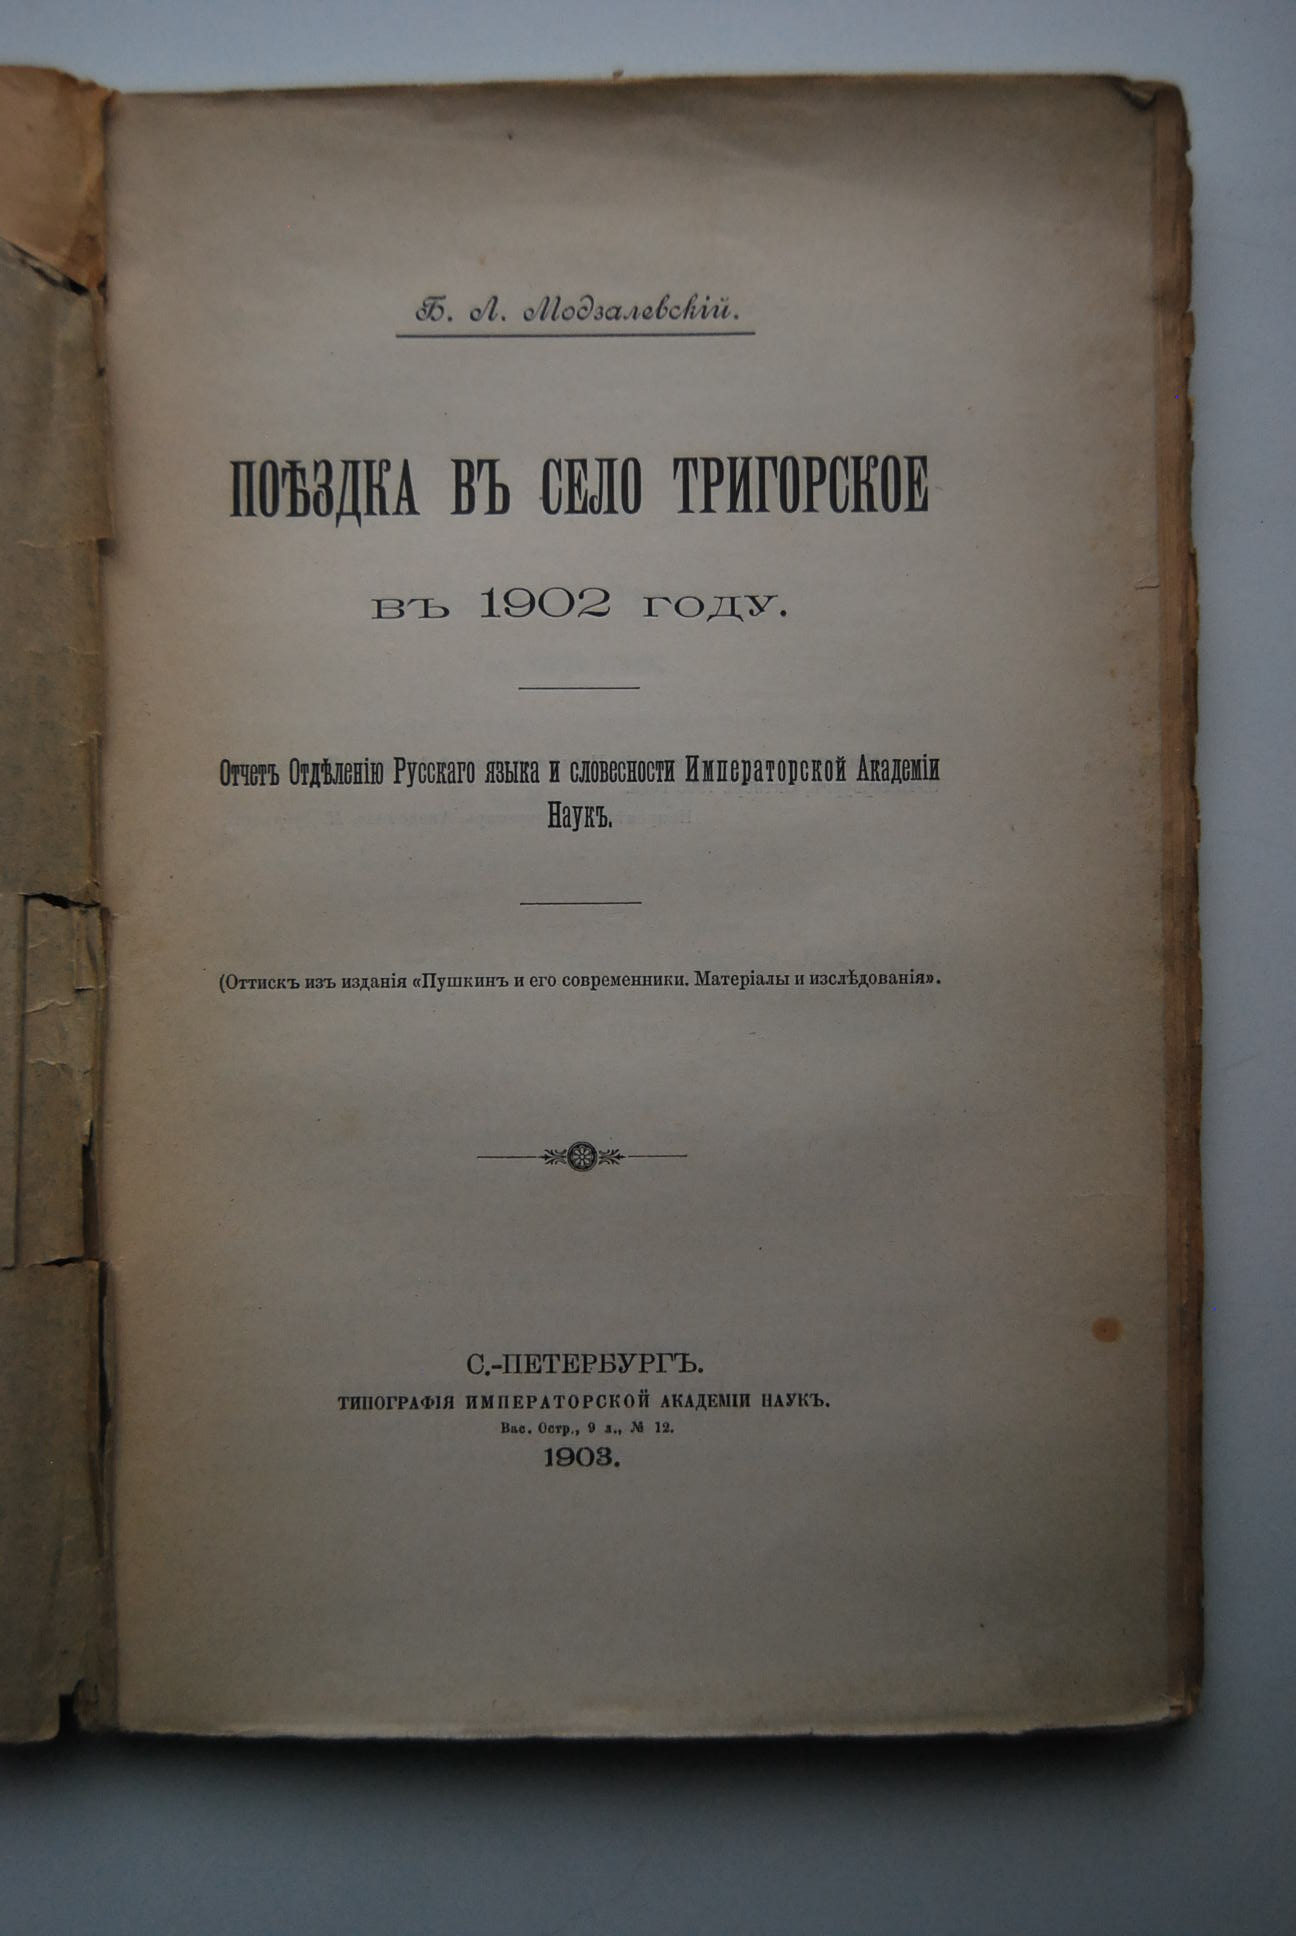 Б. Л. Модзалевскій.
ПОѢЗДКА ВЪ СЕЛО ТРИГОРСКОЕ
ВЪ 1902 ГОДУ.
Отчетъ Отдѣленію Русскаго языка и словесности Императорской Академіи
Наукъ.
(Оттискъ изъ изданія «Пушкинъ и его современники. Матеріалы и изслѣдованія».
С.-ПЕТЕРБУРГЪ.
ТИПОГРАФІЯ ИМПЕРАТОРСКОЙ АКАДЕМІИ НАУКЪ.
Вас. Остр., 9 л., № 12.
1903.